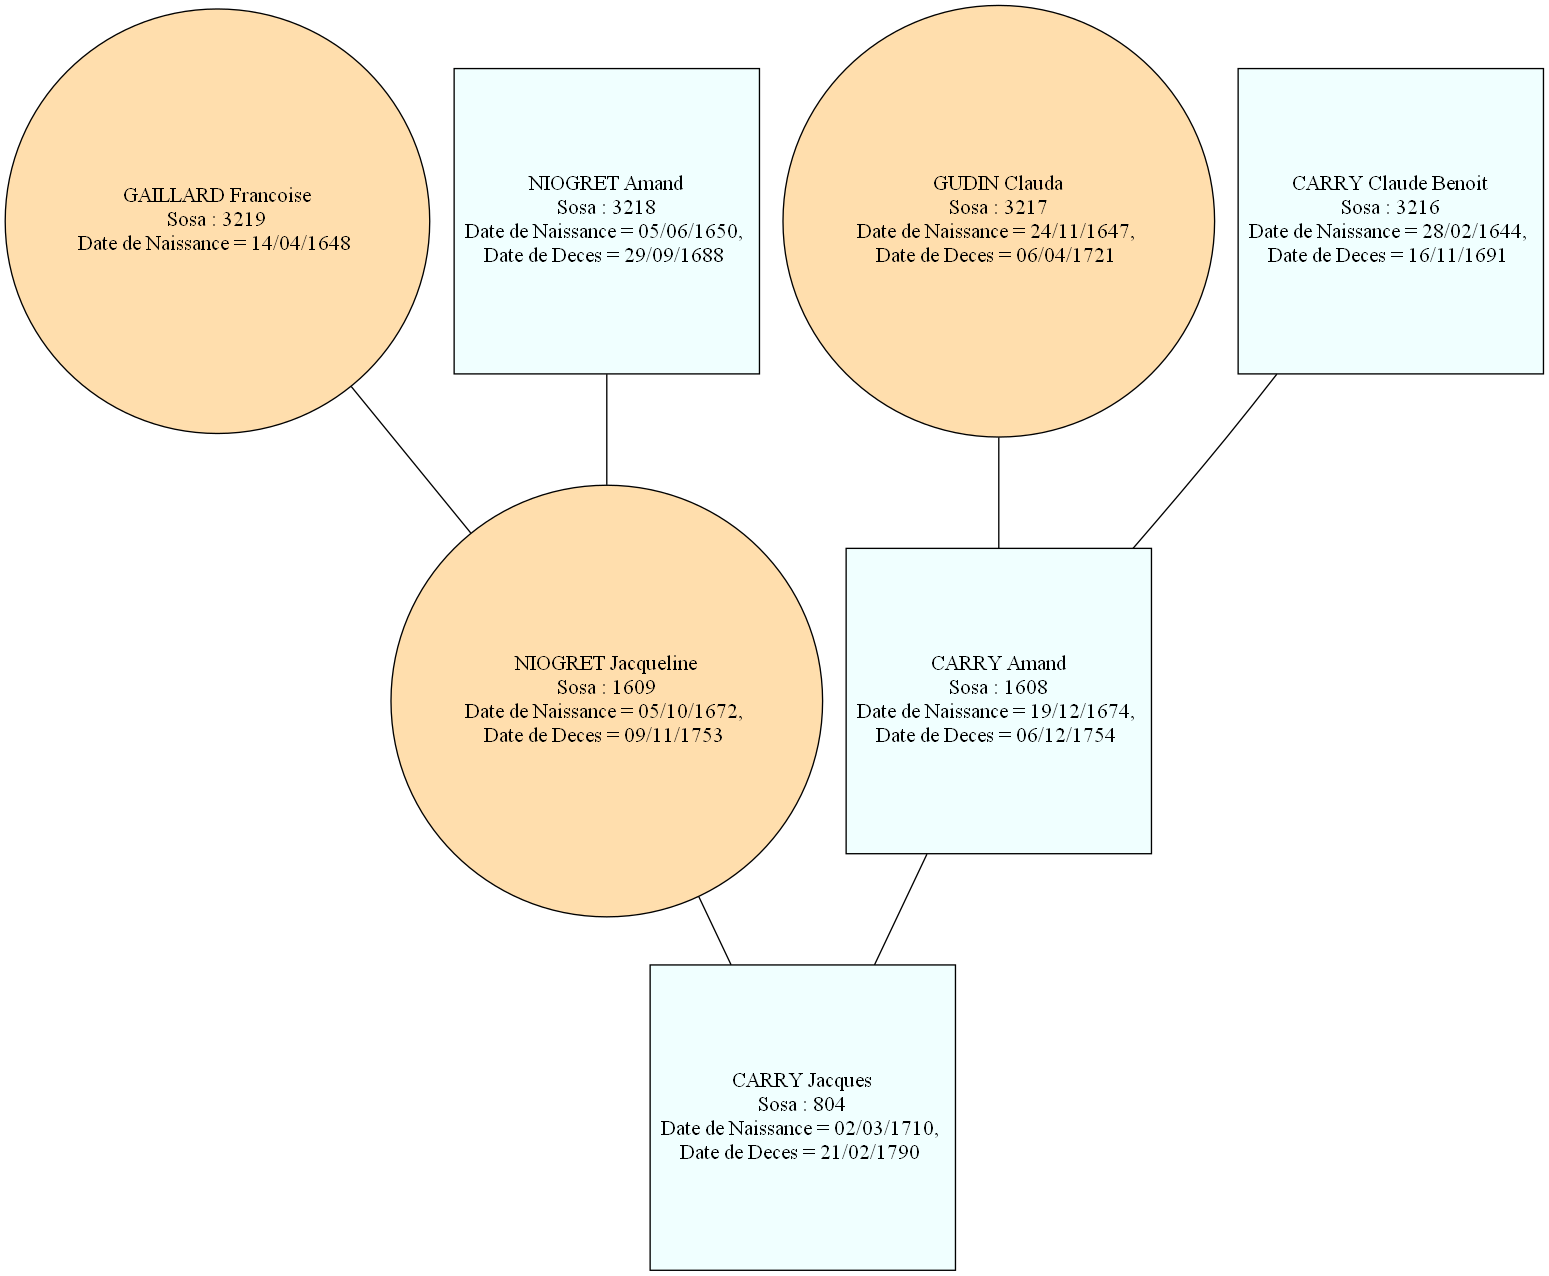 GAILLARD Francoise
Sosa : 3219
Date de Naissance = 14/04/1648
NIOGRET Amand
Sosa : 3218
Date de Naissance = 05/06/1650,
Date de Deces = 29/09/1688
GUDIN Clauda
Sosa : 3217
Date de Naissance = 24/11/1647,
Date de Deces = 06/04/1721
CARRY Claude Benoit
Sosa : 3216
Date de Naissance = 28/02/1644,
Date de Deces = 16/11/1691
NIOGRET Jacqueline
Sosa : 1609
Date de Naissance = 05/10/1672,
Date de Deces = 09/11/1753
CARRY Amand
Sosa : 1608
Date de Naissance = 19/12/1674,
Date de Deces = 06/12/1754
CARRY Jacques
Sosa : 804
Date de Naissance = 02/03/1710,
Date de Deces = 21/02/1790